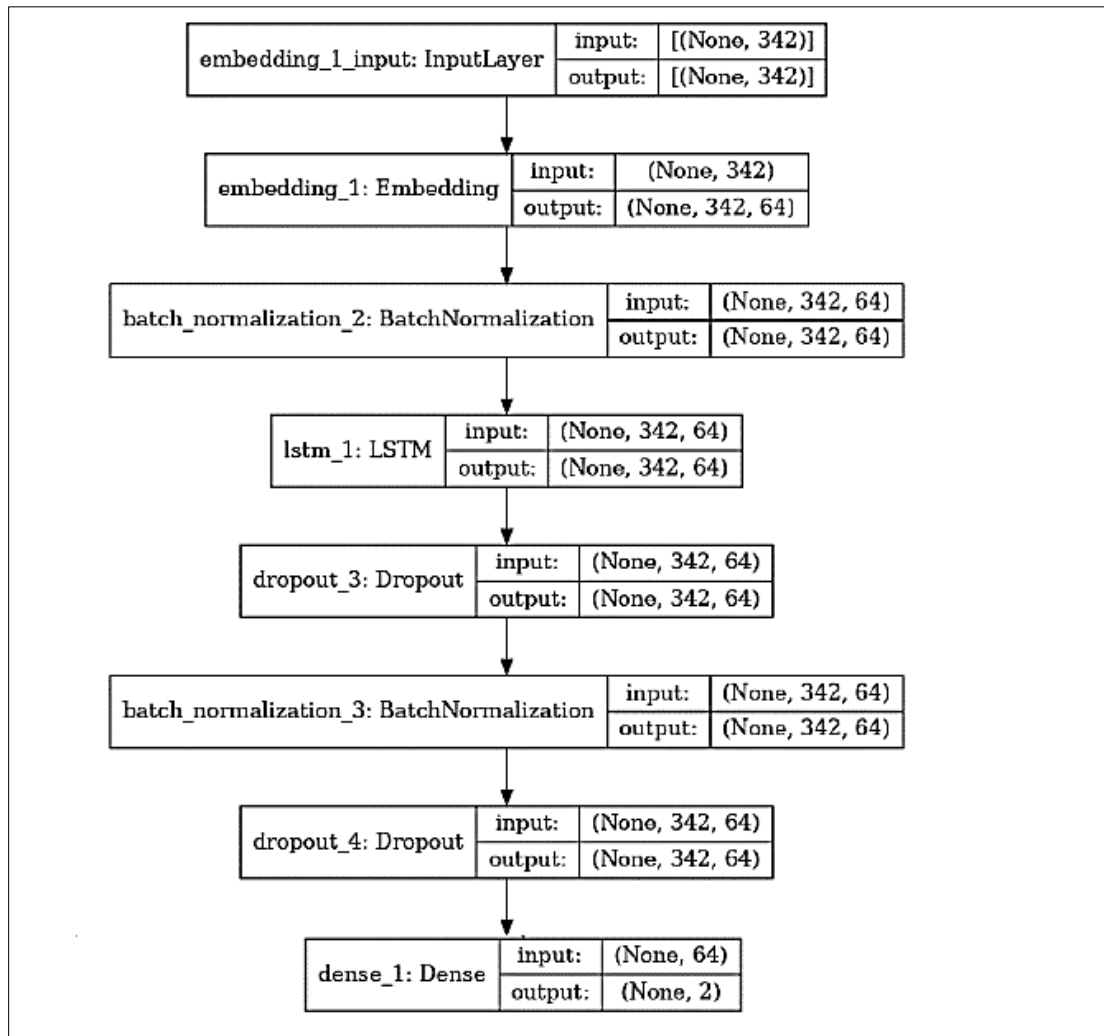 embedding_1_input: InputLayer
input: [(None, 342)]
output: [(None, 342)]
embedding_1: Embedding
input: (None, 342)
output: (None, 342, 64)
batch_normalization_2: BatchNormalization
input: (None, 342, 64)
output: (None, 342, 64)
lstm_1: LSTM
input: (None, 342, 64)
output: (None, 342, 64)
dropout_3: Dropout
input: (None, 342, 64)
output: (None, 342, 64)
batch_normalization_3: BatchNormalization
input: (None, 342, 64)
output: (None, 342, 64)
dropout_4: Dropout
input: (None, 342, 64)
output: (None, 342, 64)
dense_1: Dense
input: (None, 64)
output: (None, 2)